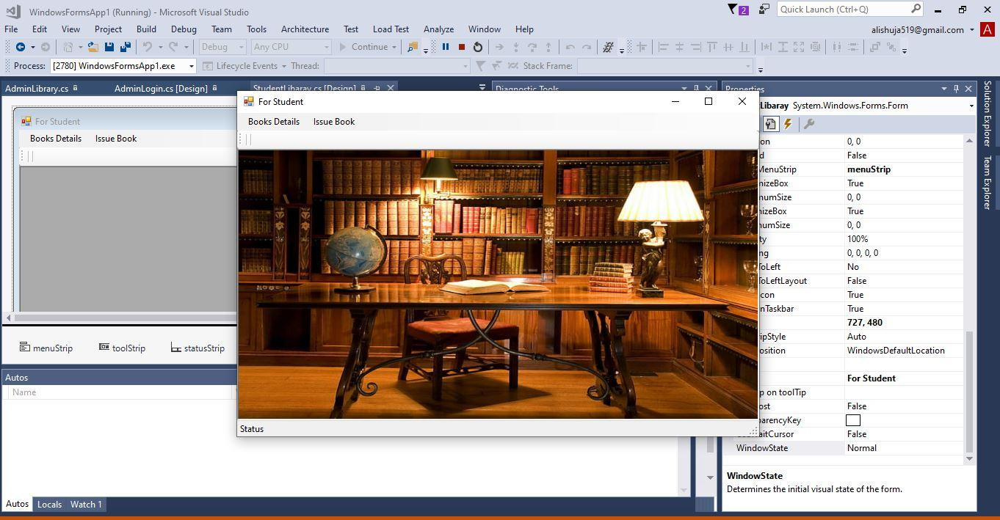 WindowsFormsApp1 (Running) - Microsoft Visual Studio
2
Quick Launch (Ctrl+Q)
File Edit View Project Build Debug Team Tools Architecture Test Load Test Analyze Window Help
alishuja519@gmail.com A
Debug Any CPU Continue
Process: [2780] WindowsFormsApp1.exe Lifecycle Events Thread: Stack Frame:
AdminLibrary.cs AdminLogin.cs [Design] StudentLibaray.cs [Design] Diagnostic Tools Properties
Solution Explorer
Team Explorer
For Student
Books Details Issue Book
menuStrip toolStrip statusStrip
Autos
Name
Autos Locals Watch 1
For Student
Books Details Issue Book
Status
Libaray System.Windows.Forms.Form
on 0, 0
d False
MenuStrip menuStrip
nizeBox True
numSize 0, 0
nizeBox True
numSize 0, 0
ty 100%
ng 0, 0, 0, 0
ToLeft No
ToLeftLayout False
con True
nTaskbar True
727, 480
ripStyle Auto
osition WindowsDefaultLocation
For Student
p on toolTip
ost False
parencyKey
aitCursor False
WindowState Normal
WindowState
Determines the initial visual state of the form.